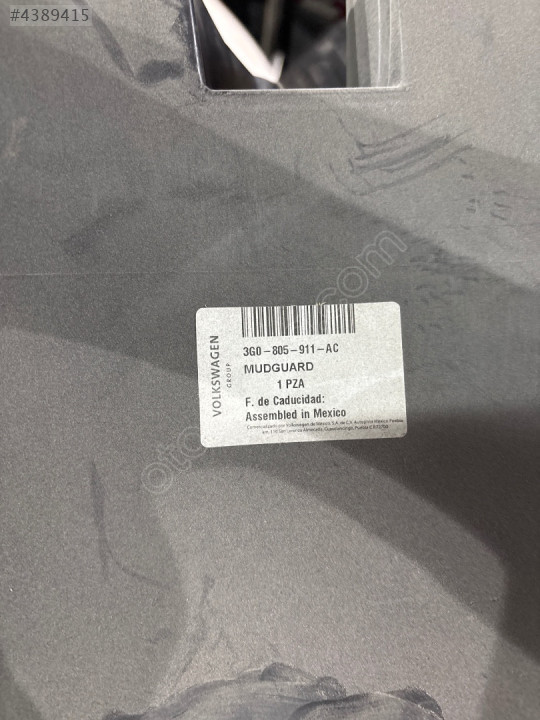 #4389415
VOLKSWAGEN
GROUP
3G0-805-911-AC
MUDGUARD
1 PZA
F. de Caducidad:
Assembled in Mexico